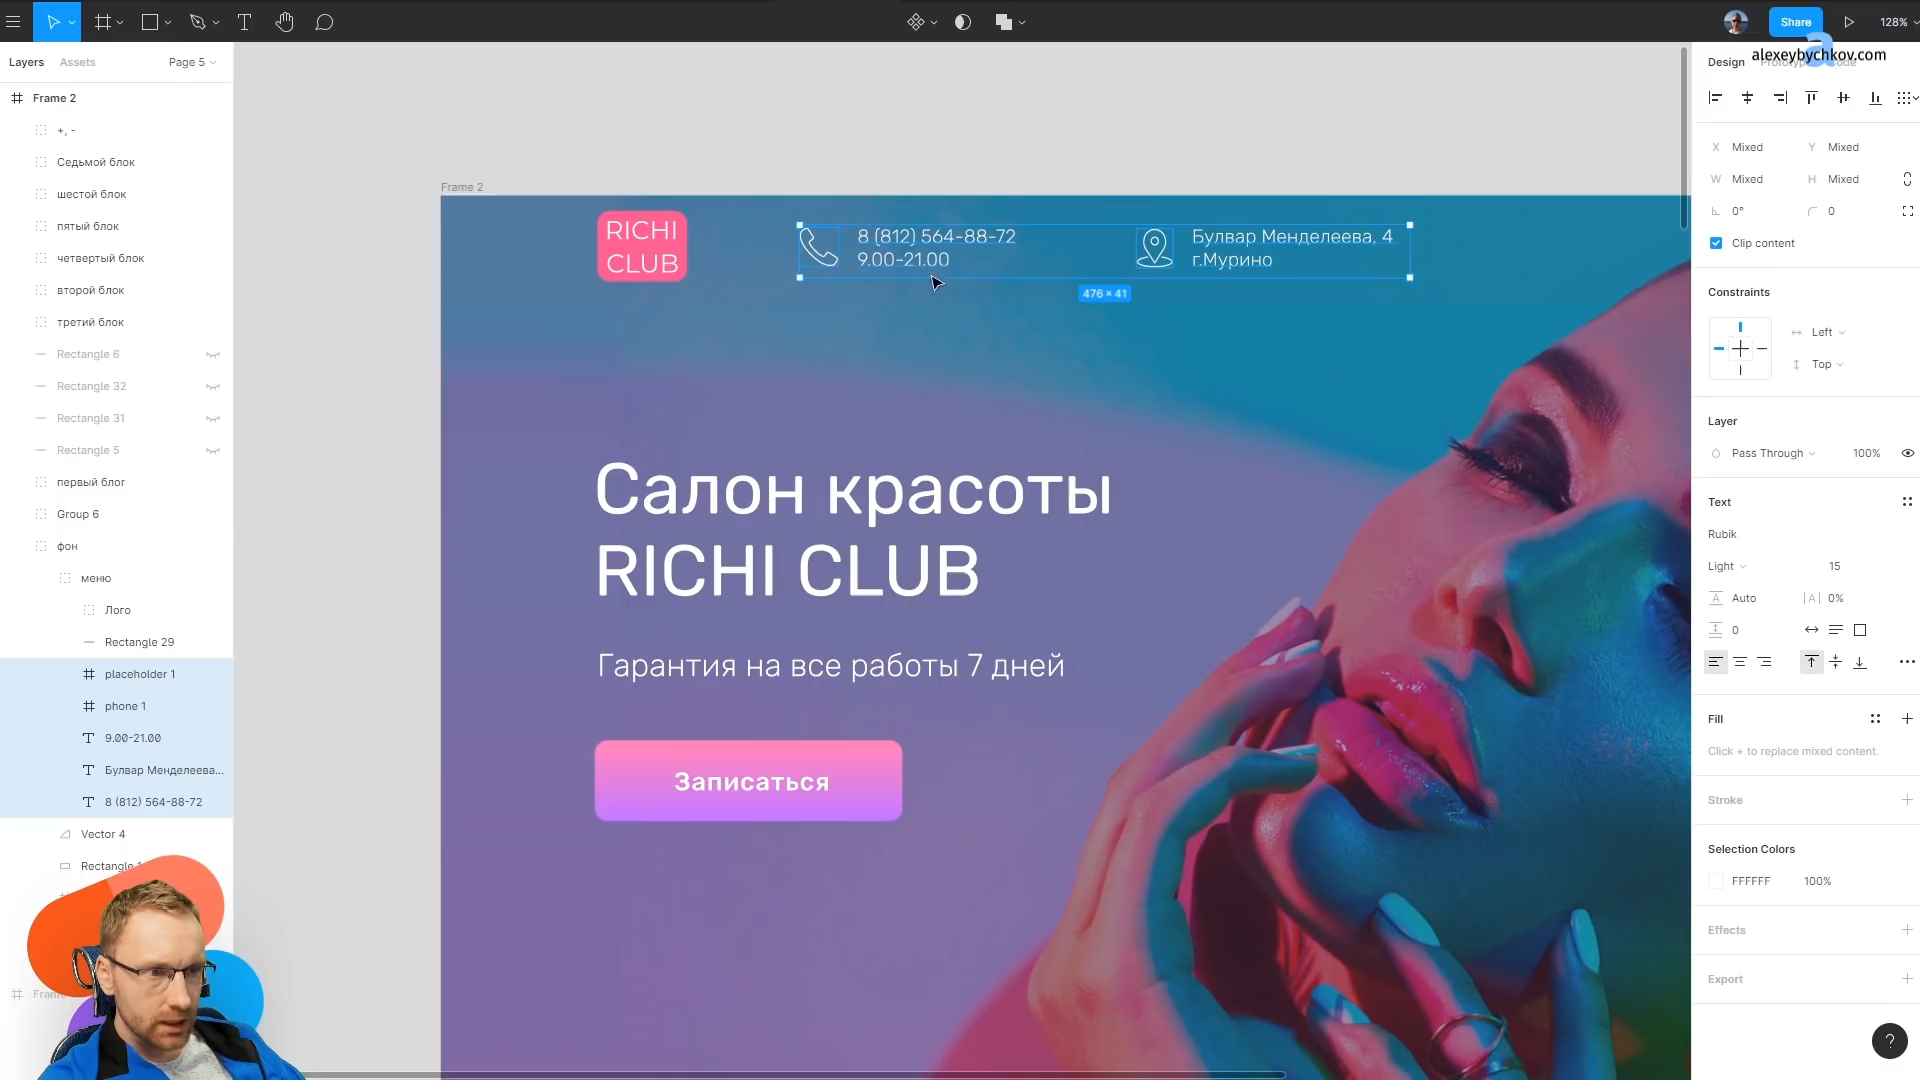 Share
128%
alexeybychkov.com
Layers
Assets
Page 5
Design
Frame 2
+, -
Седьмой блок
шестой блок
пятый блок
четвертый блок
второй блок
третий блок
Rectangle 6
Rectangle 32
Rectangle 31
Rectangle 5
первый блог
Group 6
фон
меню
Лого
Rectangle 29
placeholder 1
phone 1
9.00-21.00
Булвар Менделеева...
8 (812) 564-88-72
Vector 4
Rectangle
Frame
Frame 2
RICHI
CLUB
8 (812) 564-88-72
9.00-21.00
Булвар Менделеева, 4
г.Мурино
476 × 41
Салон красоты
RICHI CLUB
Гарантия на все работы 7 дней
Записаться
X Mixed
Y Mixed
W Mixed
H Mixed
0°
0
Clip content
Constraints
Left
Top
Layer
Pass Through
100%
Text
Rubik
Light
15
Auto
0%
0
Fill
Click + to replace mixed content.
Stroke
Selection Colors
FFFFFF
100%
Effects
Export
?